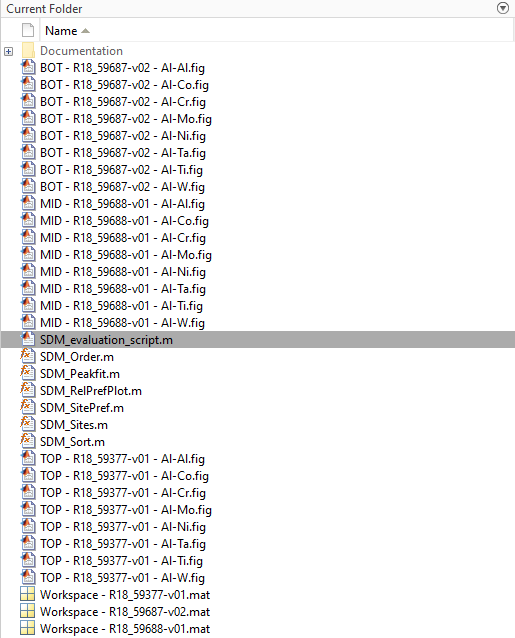 Current Folder
Name
Documentation
BOT - R18_59687-v02 - Al-Al.fig
BOT - R18_59687-v02 - Al-Co.fig
BOT - R18_59687-v02 - Al-Cr.fig
BOT - R18_59687-v02 - Al-Mo.fig
BOT - R18_59687-v02 - Al-Ni.fig
BOT - R18_59687-v02 - Al-Ta.fig
BOT - R18_59687-v02 - Al-Ti.fig
BOT - R18_59687-v02 - Al-W.fig
MID - R18_59688-v01 - Al-Al.fig
MID - R18_59688-v01 - Al-Co.fig
MID - R18_59688-v01 - Al-Cr.fig
MID - R18_59688-v01 - Al-Mo.fig
MID - R18_59688-v01 - Al-Ni.fig
MID - R18_59688-v01 - Al-Ta.fig
MID - R18_59688-v01 - Al-Ti.fig
MID - R18_59688-v01 - Al-W.fig
SDM_evaluation_script.m
SDM_Order.m
SDM_Peakfit.m
SDM_RelPrefPlot.m
SDM_SitePref.m
SDM_Sites.m
SDM_Sort.m
TOP - R18_59377-v01 - Al-Al.fig
TOP - R18_59377-v01 - Al-Co.fig
TOP - R18_59377-v01 - Al-Cr.fig
TOP - R18_59377-v01 - Al-Mo.fig
TOP - R18_59377-v01 - Al-Ni.fig
TOP - R18_59377-v01 - Al-Ta.fig
TOP - R18_59377-v01 - Al-Ti.fig
TOP - R18_59377-v01 - Al-W.fig
Workspace - R18_59377-v01.mat
Workspace - R18_59687-v02.mat
Workspace - R18_59688-v01.mat